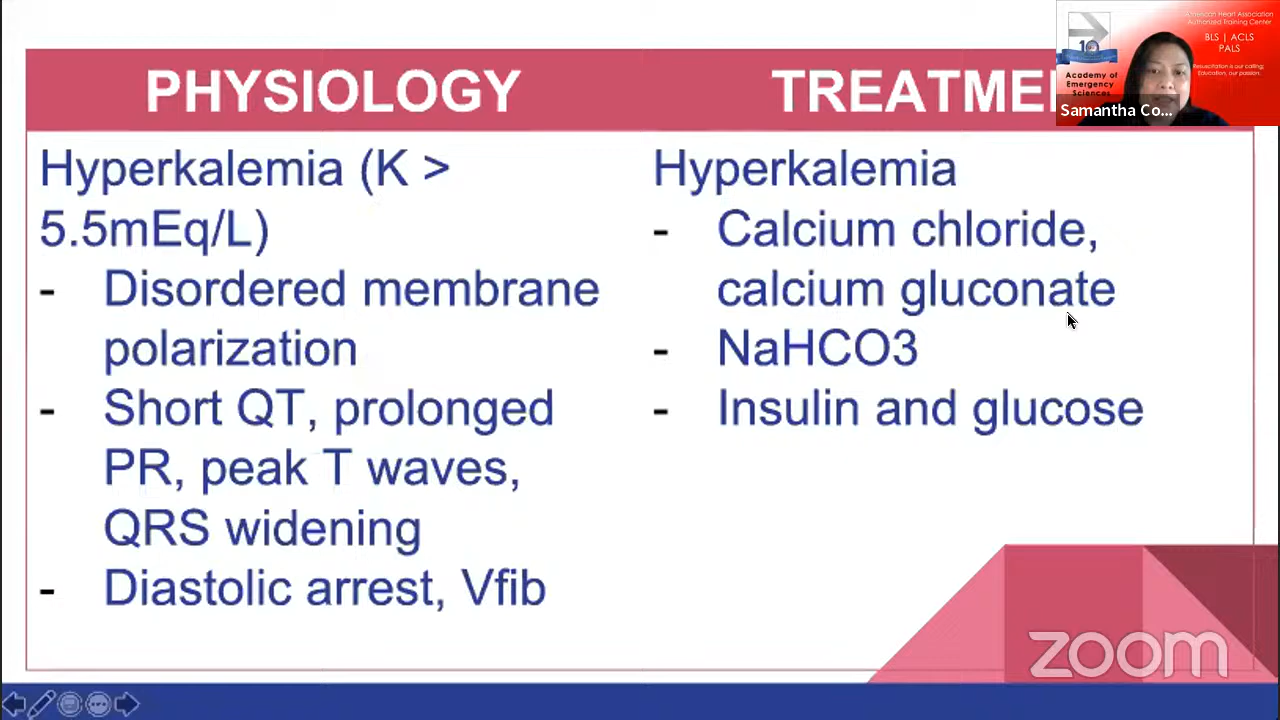 PHYSIOLOGY
TREATME
Hyperkalemia (K >
5.5mEq/L)
- Disordered membrane
polarization
- Short QT, prolonged
PR, peak T waves,
QRS widening
- Diastolic arrest, Vfib
Hyperkalemia
- Calcium chloride,
calcium gluconate
- NaHCO3
- Insulin and glucose
American Heart Association
Authorized Training Center
BLS | ACLS
PALS
Resuscitation is our calling;
Education, our passion.
10
Academy of
Emergency
Sciences
Samantha Co...
zoom